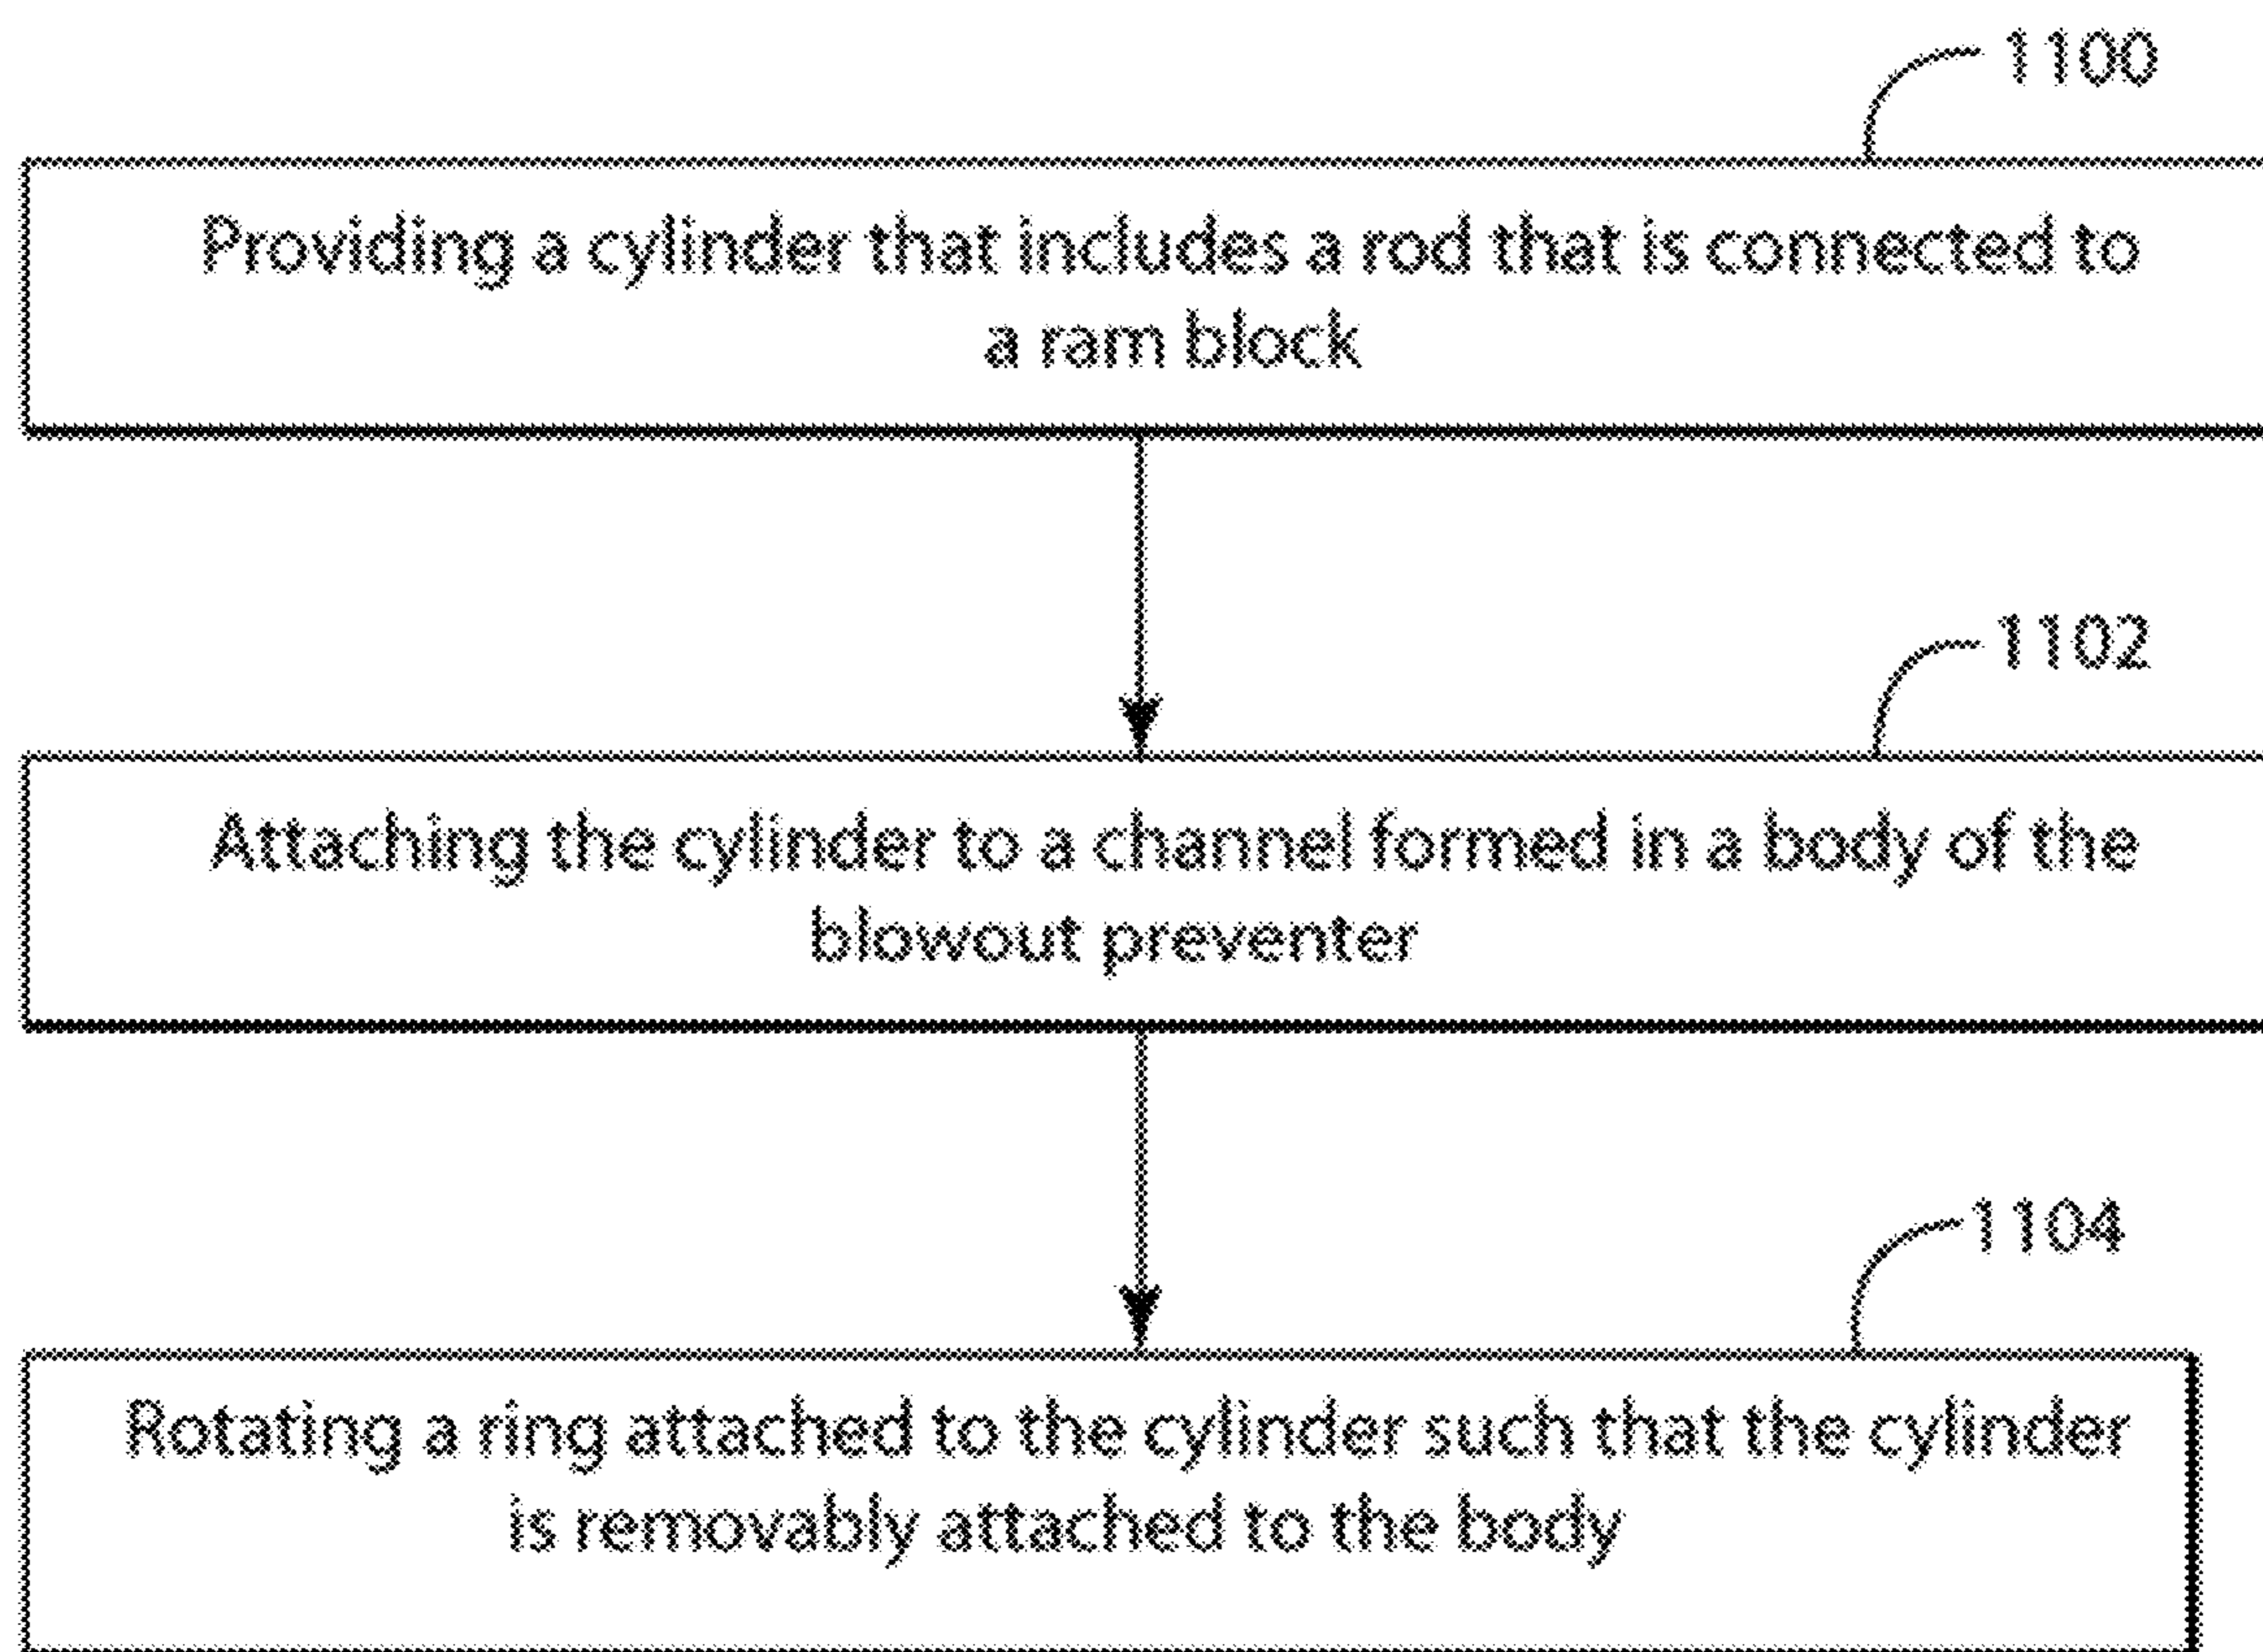 1100
Providing a cylinder that includes a rod that is connected to
a ram block
1102
Attaching the cylinder to a channel formed in a body of the
blowout preventer
1104
Rotating a ring attached to the cylinder such that the cylinder
is removably attached to the body